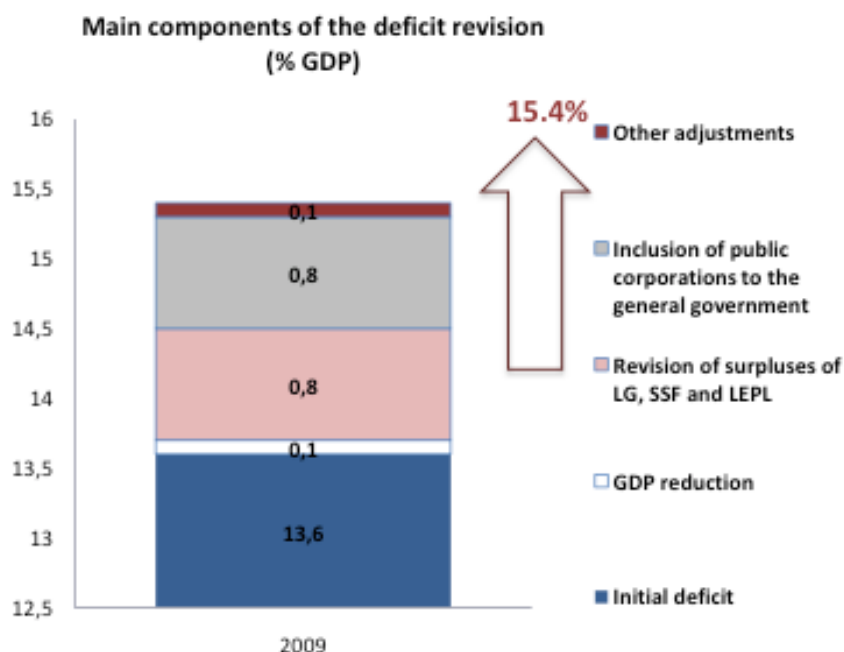 Main components of the deficit revision
(% GDP)
16
15,5
15
14,5
14
13,5
13
12,5
0,1
0,8
0,8
0,1
13,6
2009
15.4%
Other adjustments
Inclusion of public
corporations to the
general government
Revision of surpluses of
LG, SSF and LEPL
GDP reduction
Initial deficit